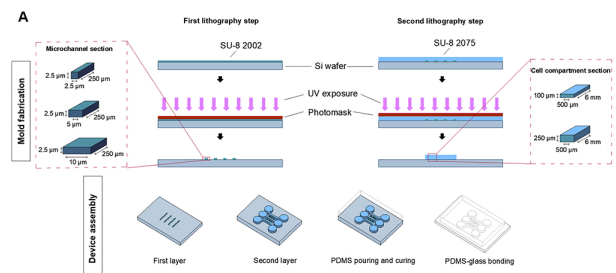 A
First lithography step
Second lithography step
Microchannel section
SU-8 2002
SU-8 2075
Si wafer
Cell compartment section
Mold fabrication
2.5 µm
250 µm
2.5 µm
UV exposure
100 µm
6 mm
500 µm
2.5 µm
250 µm
5 µm
Photomask
2.5 µm
250 µm
10 µm
250 µm
6 mm
500 µm
Device assembly
First layer
Second layer
PDMS pouring and curing
PDMS-glass bonding